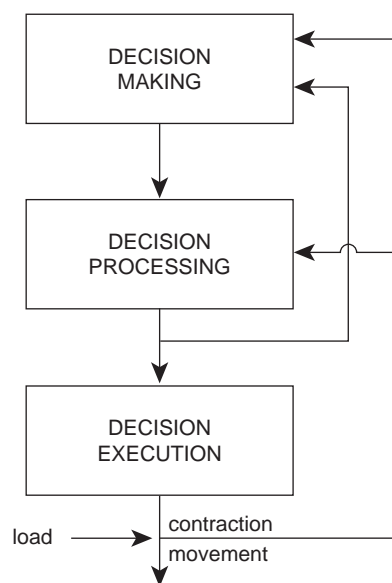 DECISION
MAKING
DECISION
PROCESSING
DECISION
EXECUTION
load
contraction
movement